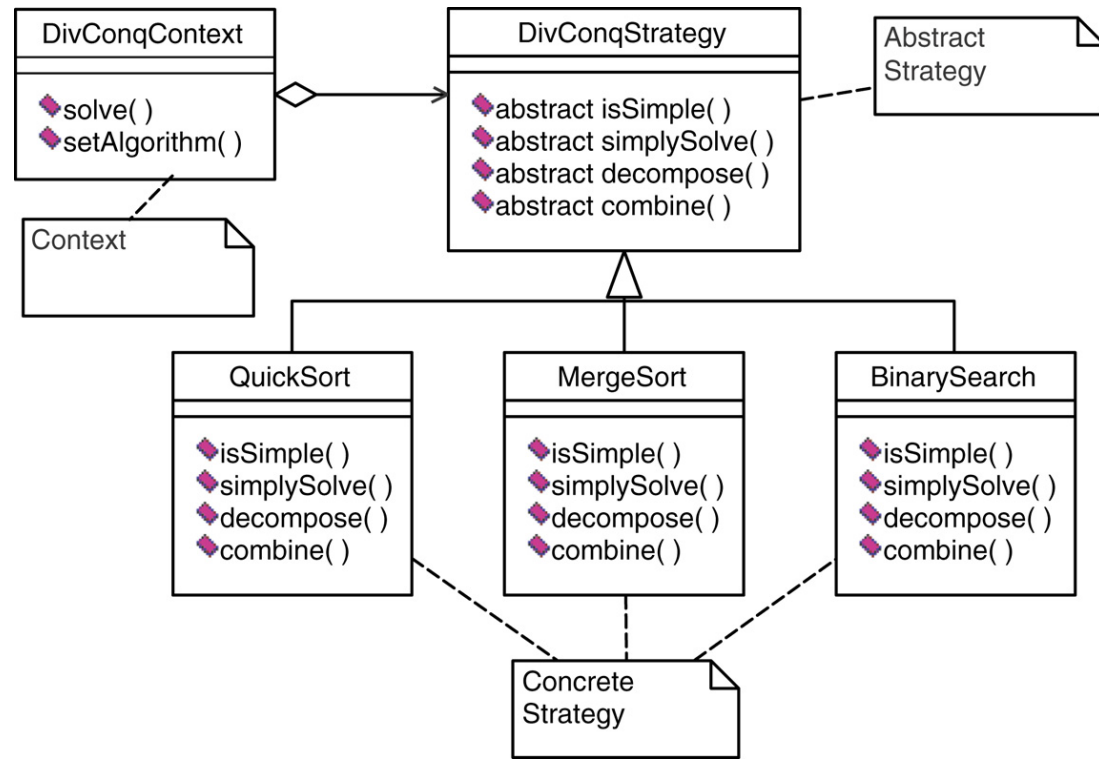 DivConqContext
solve( )
setAlgorithm( )
Context
DivConqStrategy
abstract isSimple( )
abstract simplySolve( )
abstract decompose( )
abstract combine( )
Abstract
Strategy
QuickSort
isSimple( )
simplySolve( )
decompose( )
combine( )
MergeSort
isSimple( )
simplySolve( )
decompose( )
combine( )
BinarySearch
isSimple( )
simplySolve( )
decompose( )
combine( )
Concrete
Strategy